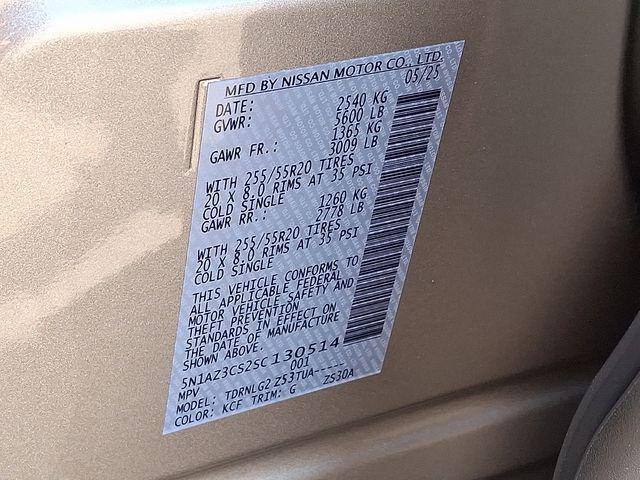 MFD BY NISSAN MOTOR CO., LTD.
DATE: 05/25
GVWR: 2540 KG
5600 LB
GAWR FR.: 1365 KG
3009 LB
WITH 255/55R20 TIRES
20 X 8.0 RIMS AT 35 PSI
COLD SINGLE
GAWR RR.: 1260 KG
2778 LB
WITH 255/55R20 TIRES
20 X 8.0 RIMS AT 35 PSI
COLD SINGLE
THIS VEHICLE CONFORMS TO
ALL APPLICABLE FEDERAL
MOTOR VEHICLE SAFETY AND
THEFT PREVENTION
STANDARDS IN EFFECT ON
THE DATE OF MANUFACTURE
SHOWN ABOVE.
5N1AZ3CS2SC130514
MPV 001
MODEL: TDRNLG2 Z53TUA-----
COLOR: KCF TRIM: G ZS30A